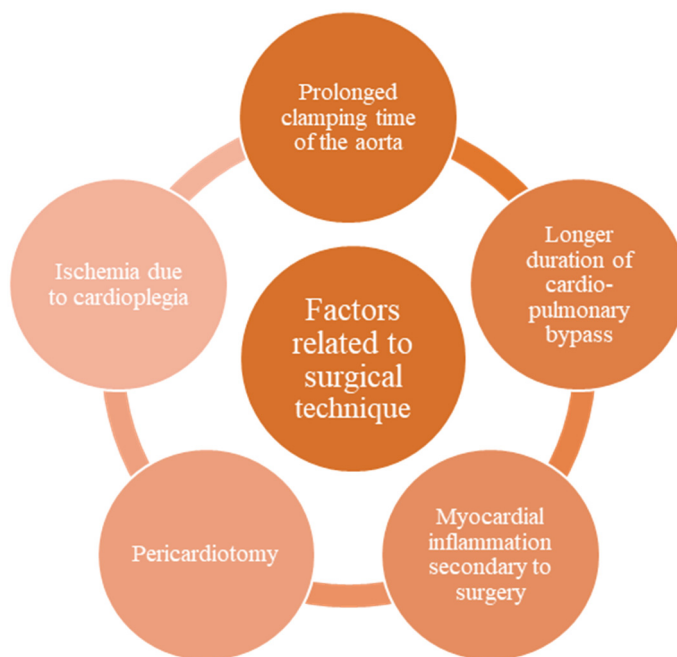 Prolonged
clamping time
of the aorta
Longer
duration of
cardio-
pulmonary
bypass
Myocardial
inflammation
secondary to
surgery
Pericardiotomy
Ischemia due
to cardioplegia
Factors
related to
surgical
technique